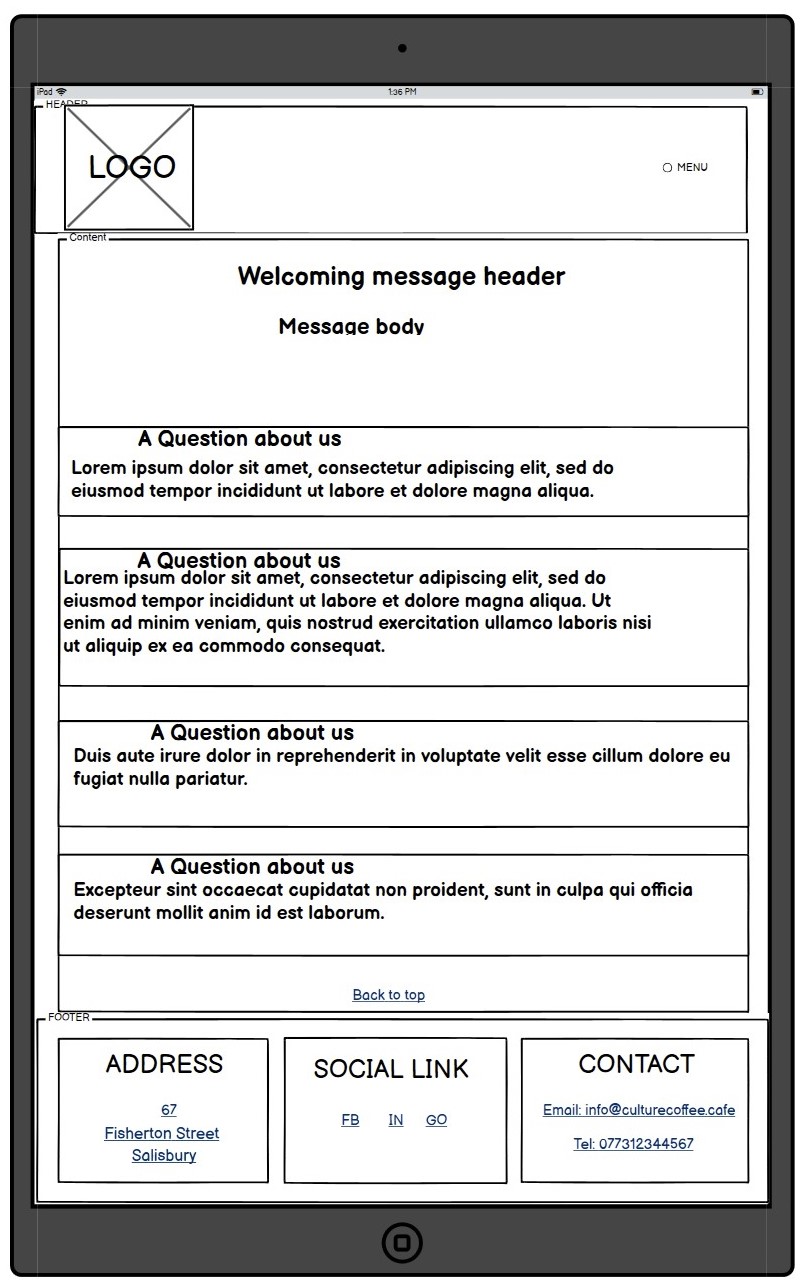 iPad 1:36 PM
HEADER
LOGO
MENU
Content
Welcoming message header
Message body
A Question about us
Lorem ipsum dolor sit amet, consectetur adipiscing elit, sed do
eiusmod tempor incididunt ut labore et dolore magna aliqua.
A Question about us
Lorem ipsum dolor sit amet, consectetur adipiscing elit, sed do
eiusmod tempor incididunt ut labore et dolore magna aliqua. Ut
enim ad minim veniam, quis nostrud exercitation ullamco laboris nisi
ut aliquip ex ea commodo consequat.
A Question about us
Duis aute irure dolor in reprehenderit in voluptate velit esse cillum dolore eu
fugiat nulla pariatur.
A Question about us
Excepteur sint occaecat cupidatat non proident, sunt in culpa qui officia
deserunt mollit anim id est laborum.
Back to top
FOOTER
ADDRESS
67
Fisherton Street
Salisbury
SOCIAL LINK
FB IN GO
CONTACT
Email: info@culturecoffee.cafe
Tel: 077312344567